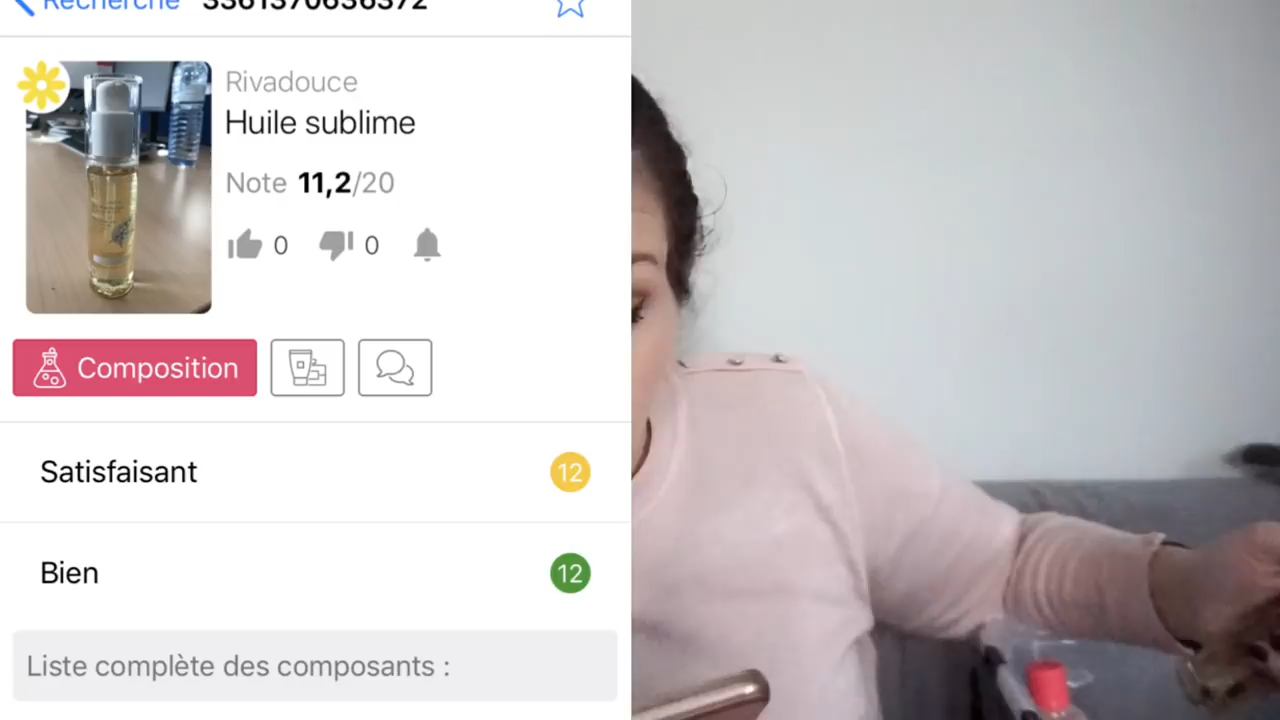 Recherche 3361370636372
Rivadouce
Huile sublime
Note 11,2/20
0 0
Composition
Satisfaisant 12
Bien 12
Liste complète des composants :